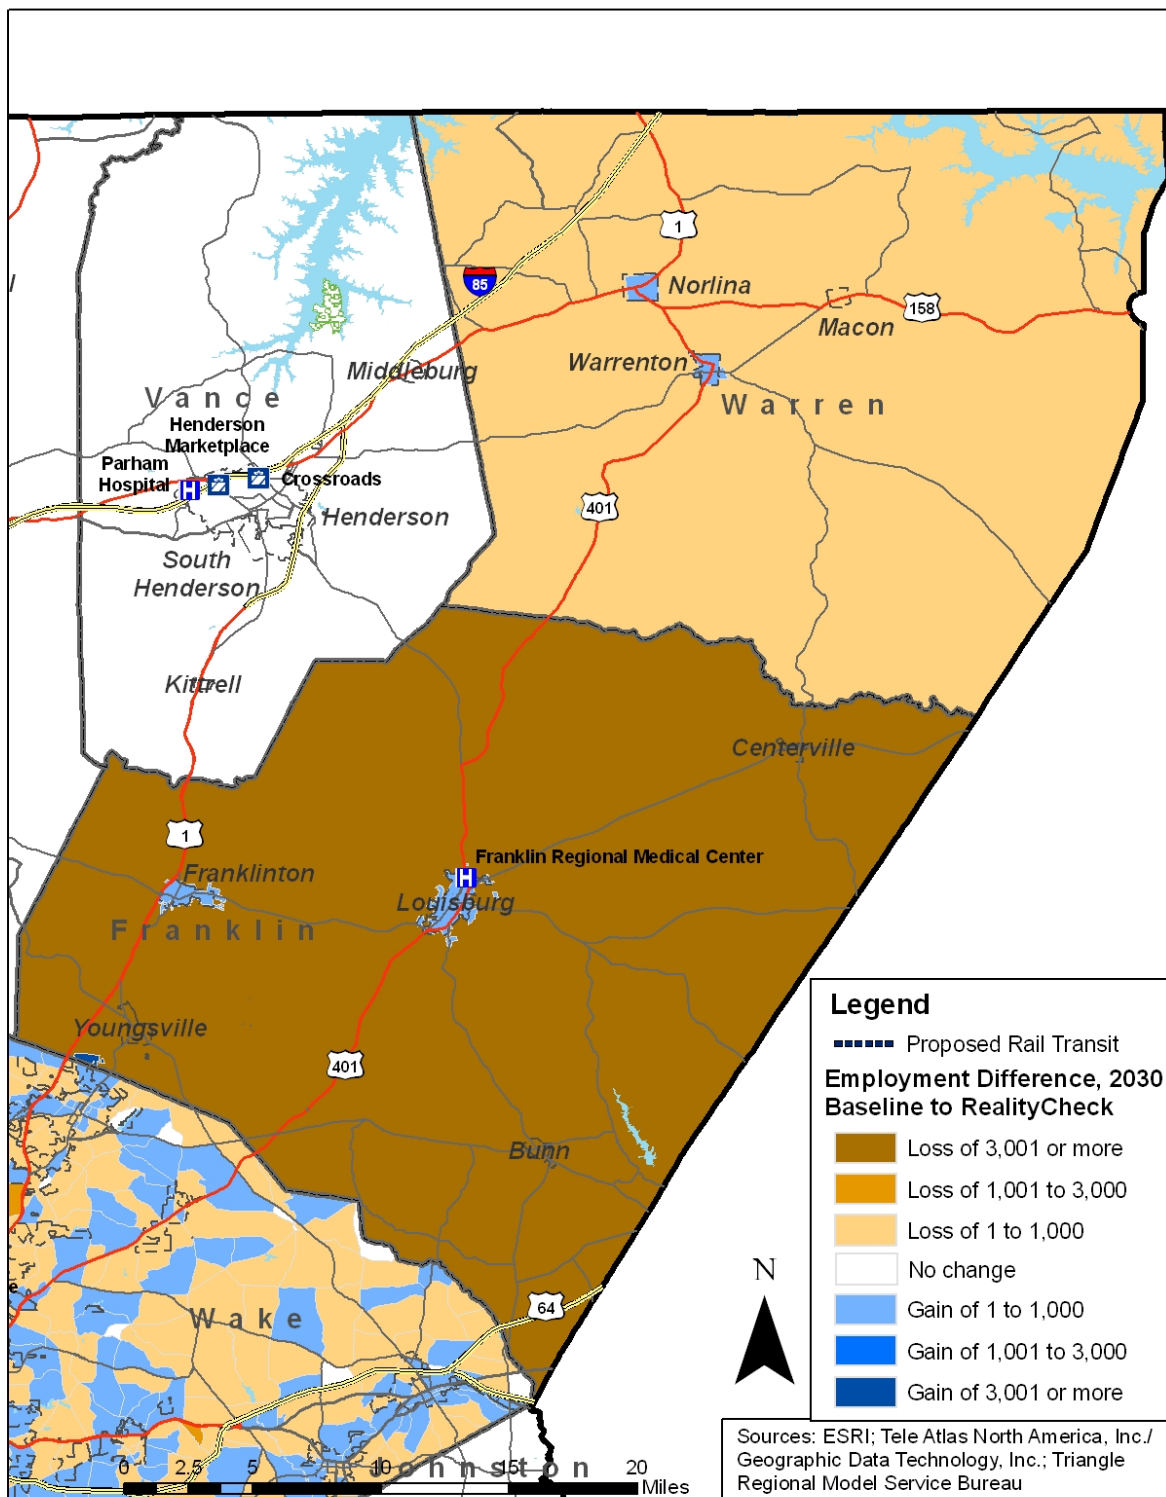 1
85
Norlina
158
Macon
Middleburg
Warrenton
Vance
Warren
Henderson
Marketplace
Parham
Hospital
Crossroads
401
Henderson
South
Henderson
Kittrell
Centerville
1
Franklin Regional Medical Center
Franklinton
Louisburg
Franklin
Youngsville
401
Bunn
64
Wake
Johnston
0 2.5 5 10 15 20
Miles
N
Legend
Proposed Rail Transit
Employment Difference, 2030
Baseline to RealityCheck
Loss of 3,001 or more
Loss of 1,001 to 3,000
Loss of 1 to 1,000
No change
Gain of 1 to 1,000
Gain of 1,001 to 3,000
Gain of 3,001 or more
Sources: ESRI; Tele Atlas North America, Inc./
Geographic Data Technology, Inc.; Triangle
Regional Model Service Bureau